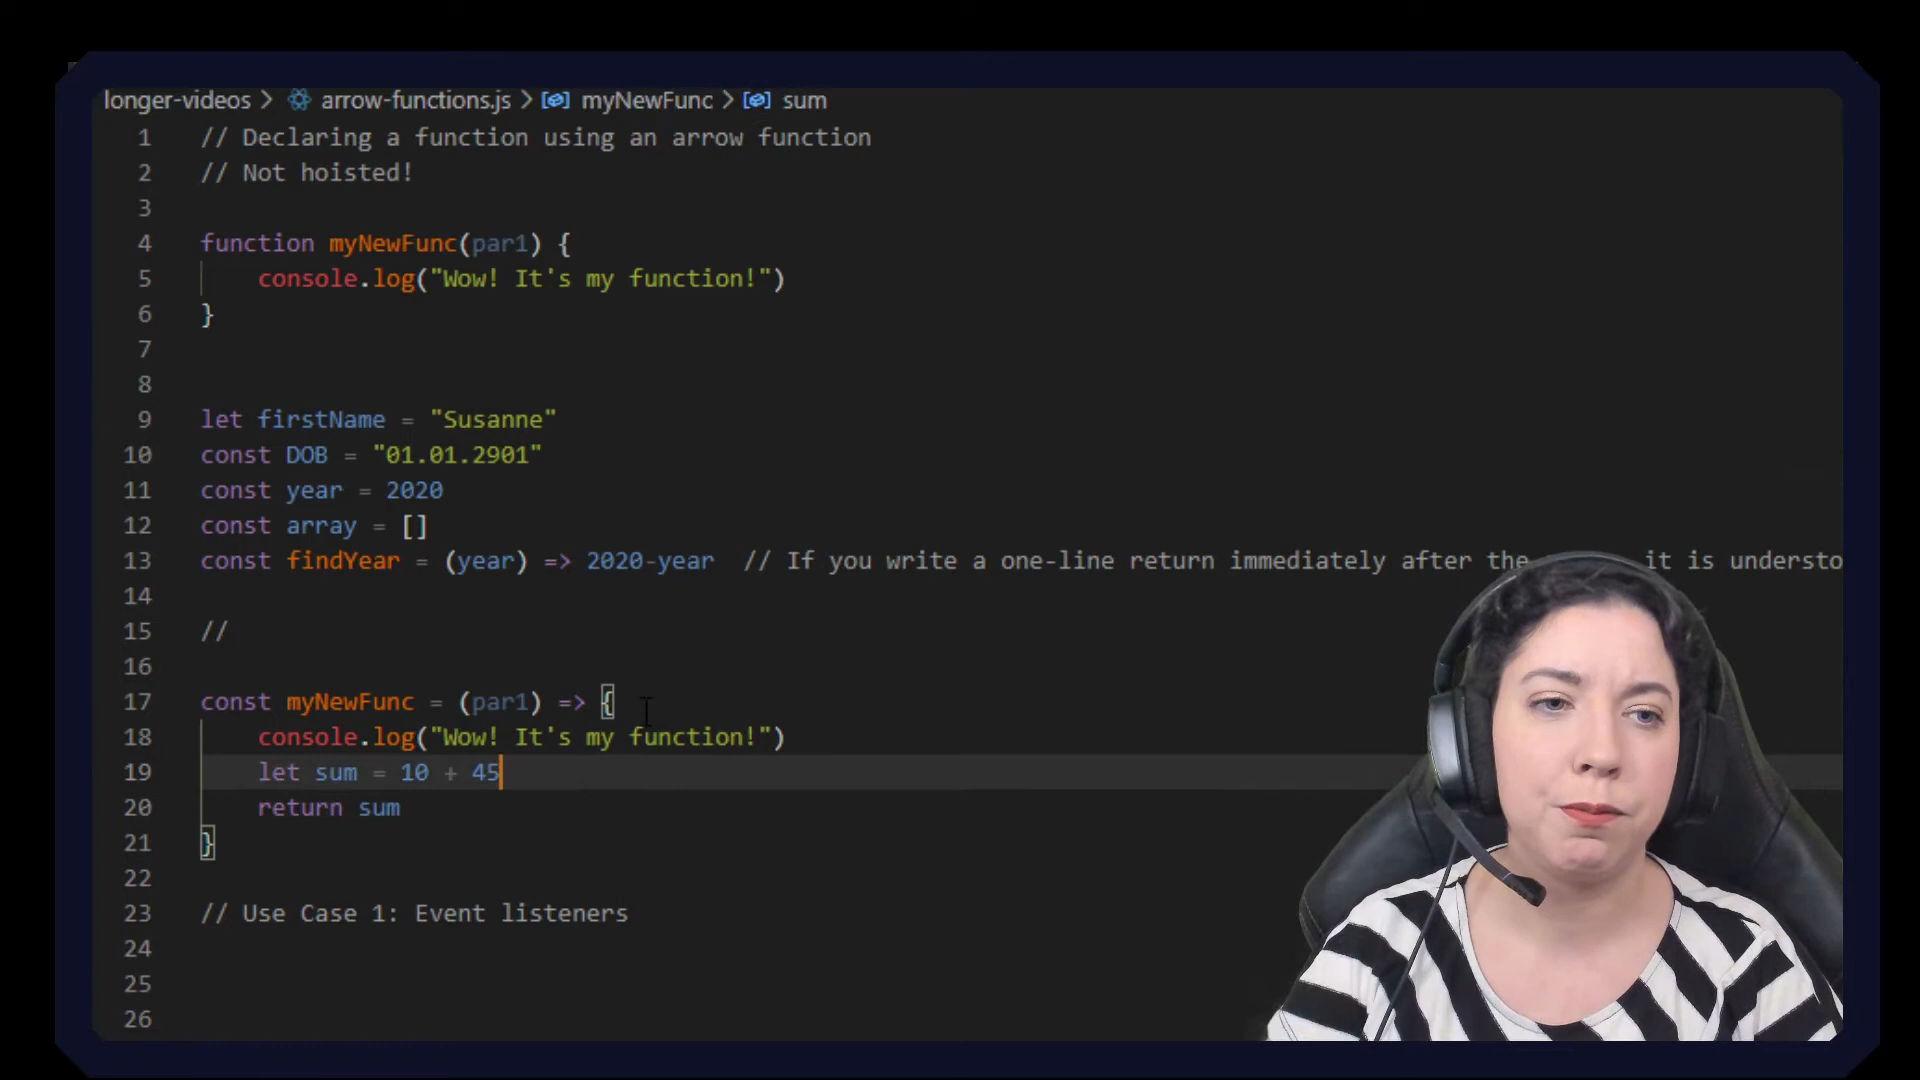 longer-videos > arrow-functions.js > myNewFunc > sum
1 // Declaring a function using an arrow function
2 // Not hoisted!
3
4 function myNewFunc(par1) {
5 console.log("Wow! It's my function!")
6 }
7
8
9 let firstName = "Susanne"
10 const DOB = "01.01.2901"
11 const year = 2020
12 const array = []
13 const findYear = (year) => 2020-year // If you write a one-line return immediately after the it is understo
14
15 //
16
17 const myNewFunc = (par1) => {
18 console.log("Wow! It's my function!")
19 let sum = 10 + 45
20 return sum
21 }
22
23 // Use Case 1: Event listeners
24
25
26